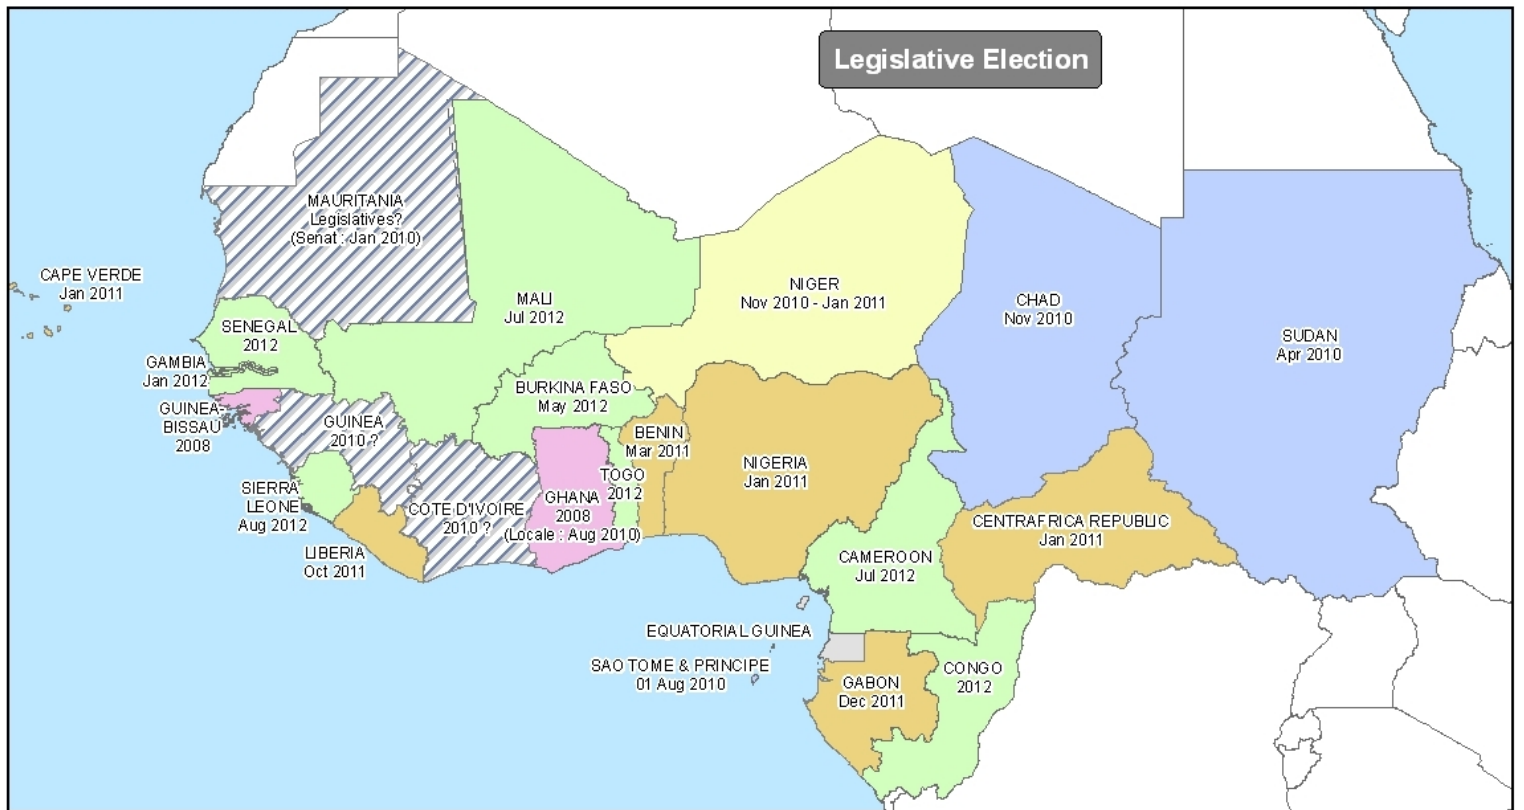 Legislative Election
MAURITANIA
Legislatives?
(Senat : Jan 2010)
CAPE VERDE
Jan 2011
MALI
Jul 2012
NIGER
Nov 2010 - Jan 2011
CHAD
Nov 2010
SUDAN
Apr 2010
SENEGAL
2012
GAMBIA
Jan 2012
BURKINA FASO
May 2012
GUINEA-
BISSAU
2008
GUINEA
2010 ?
BENIN
Mar 2011
NIGERIA
Jan 2011
TOGO
2012
SIERRA
LEONE
Aug 2012
COTE D'IVOIRE
2010 ?
GHANA
2008
(Locale : Aug 2010)
CENTRAFRICA REPUBLIC
Jan 2011
LIBERIA
Oct 2011
CAMEROON
Jul 2012
EQUATORIAL GUINEA
SAO TOME & PRINCIPE
01 Aug 2010
GABON
Dec 2011
CONGO
2012